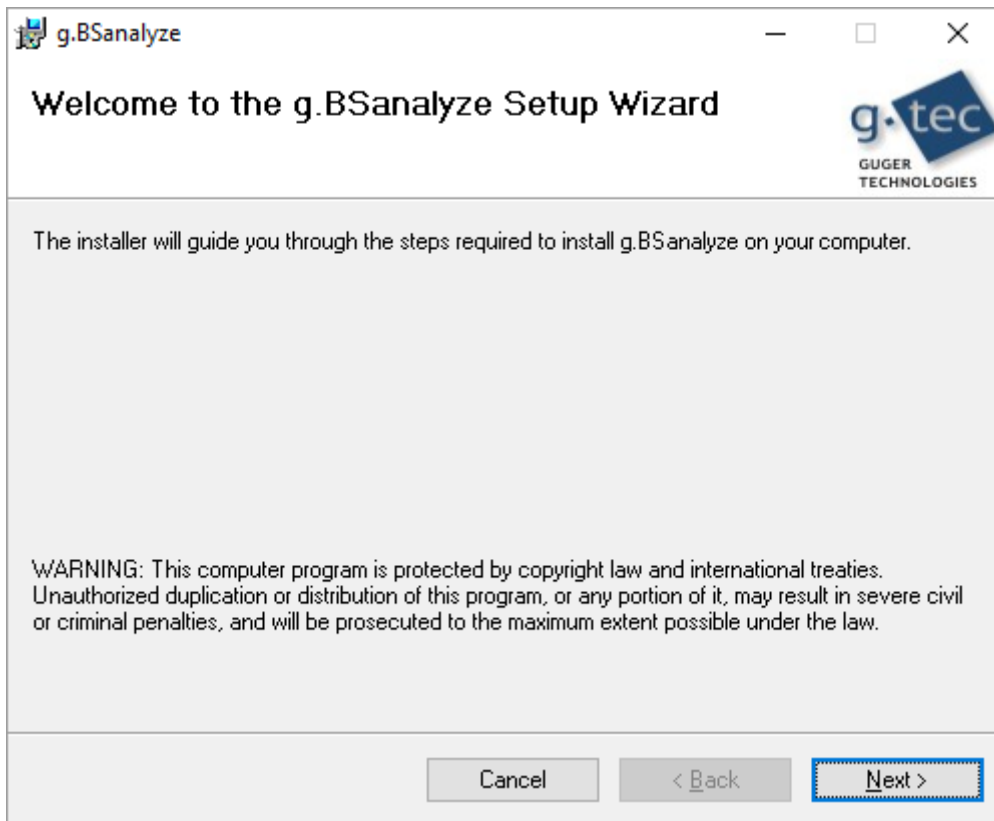 g.BSanalyze
Welcome to the g.BSanalyze Setup Wizard
g.tec
GUGER
TECHNOLOGIES
The installer will guide you through the steps required to install g.BSanalyze on your computer.
WARNING: This computer program is protected by copyright law and international treaties.
Unauthorized duplication or distribution of this program, or any portion of it, may result in severe civil
or criminal penalties, and will be prosecuted to the maximum extent possible under the law.
Cancel
< Back
Next >